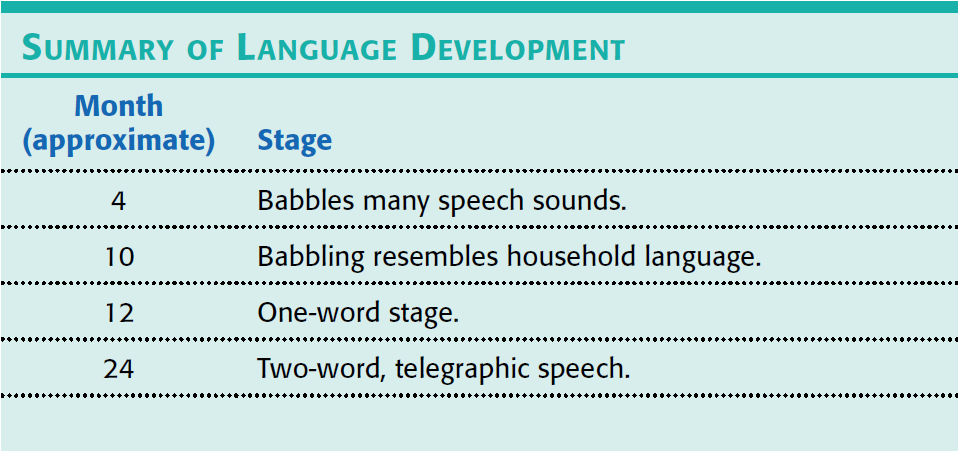 SUMMARY OF LANGUAGE DEVELOPMENT
Month
(approximate) Stage
4 Babbles many speech sounds.
10 Babbling resembles household language.
12 One-word stage.
24 Two-word, telegraphic speech.